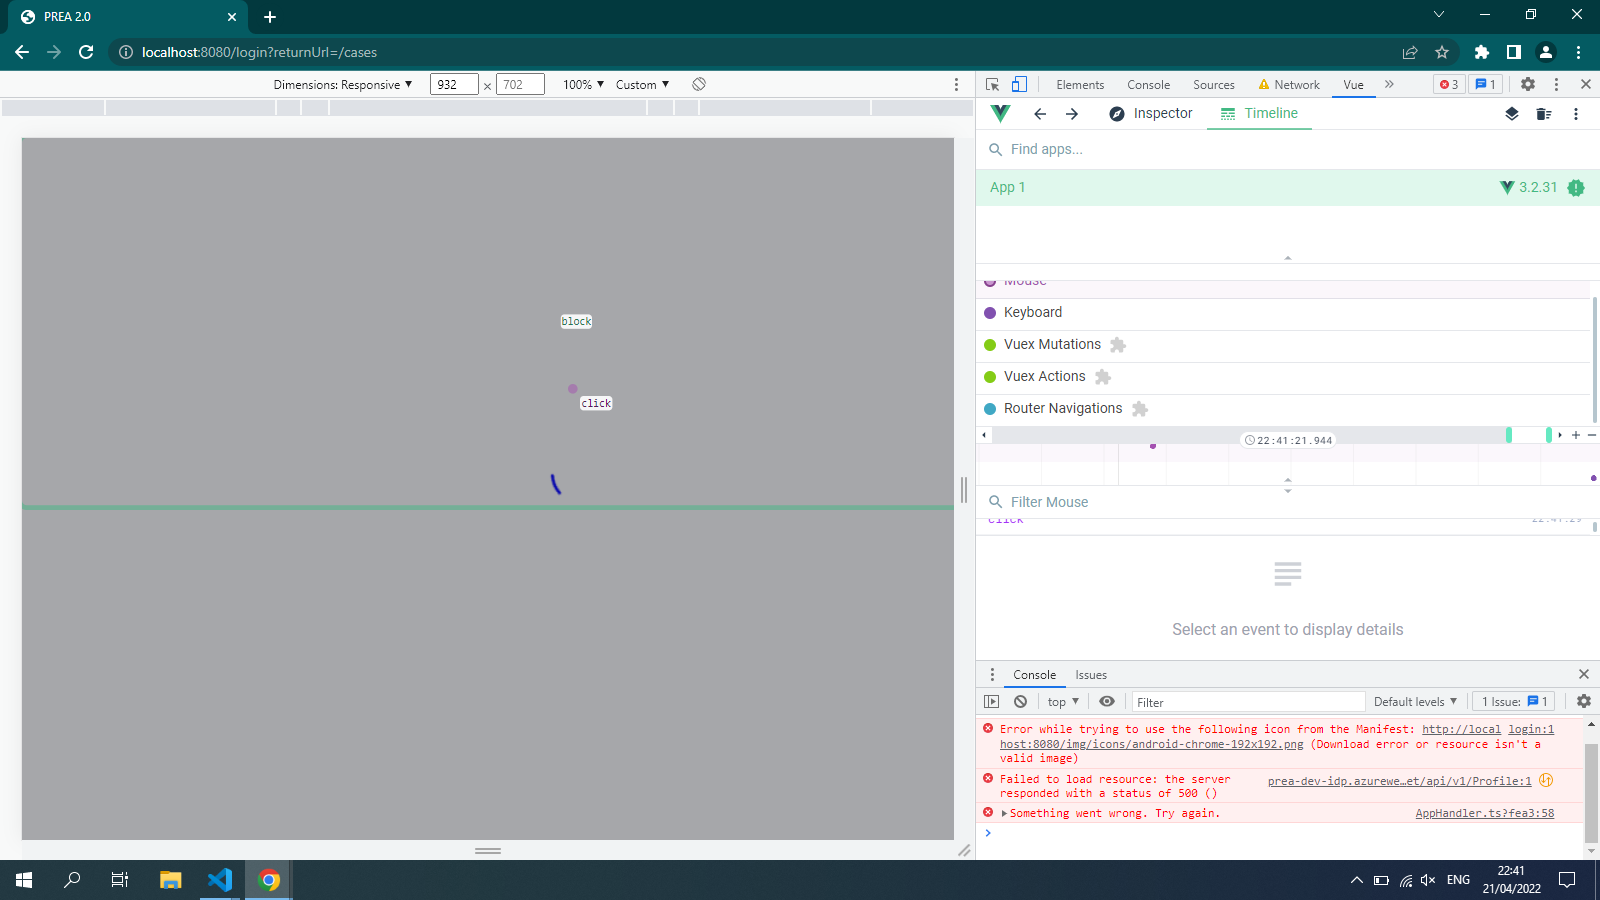 PREA 2.0
localhost:8080/login?returnUrl=/cases
Dimensions: Responsive 932 × 702 100% Custom
Elements Console Sources Network Vue 3 1
Inspector Timeline
Find apps...
App 1 3.2.31
Mouse
Keyboard
Vuex Mutations
Vuex Actions
Router Navigations
22:41:21.944
Filter Mouse
click 22:41:29
Select an event to display details
block
click
Console Issues
top Filter Default levels 1 Issue: 1
Error while trying to use the following icon from the Manifest: http://local login:1
host:8080/img/icons/android-chrome-192x192.png (Download error or resource isn't a
valid image)
Failed to load resource: the server prea-dev-idp.azurewe…et/api/v1/Profile:1
responded with a status of 500 ()
Something went wrong. Try again. AppHandler.ts?fea3:58
ENG
22:41
21/04/2022